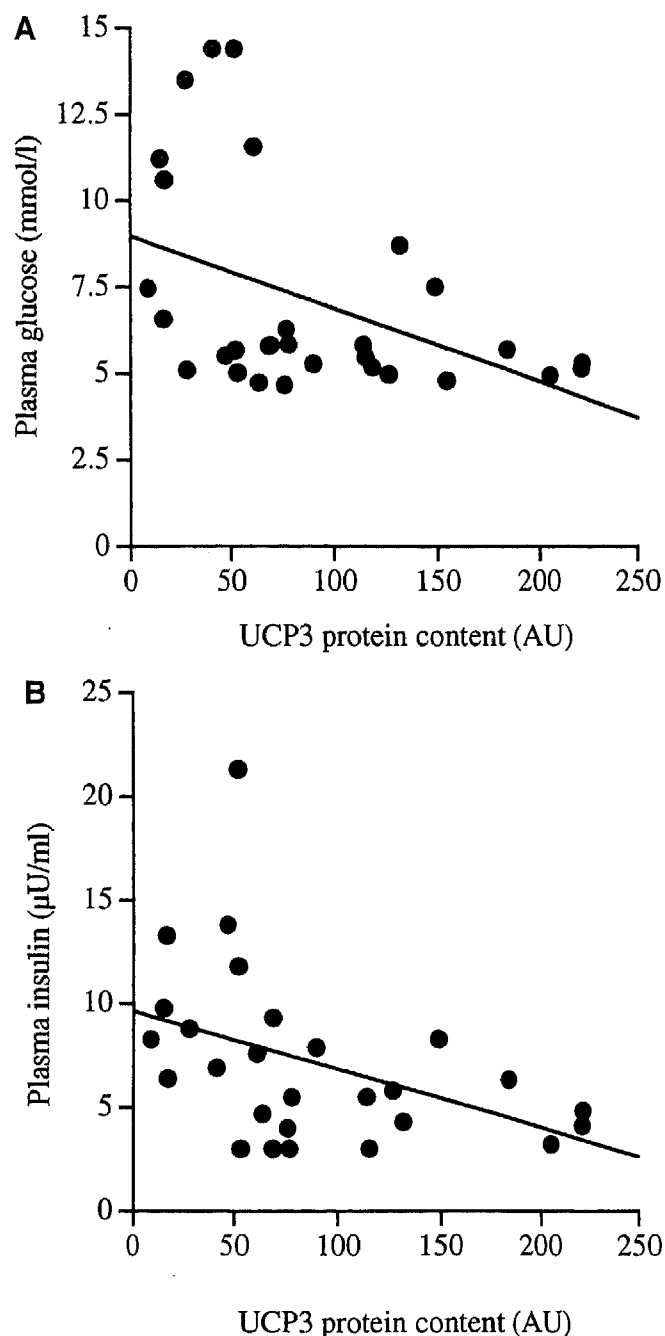 A
15
12.5
10
7.5
5
2.5
0
Plasma glucose (mmol/l)
0 50 100 150 200 250
UCP3 protein content (AU)
B
25
20
15
10
5
0
Plasma insulin (μU/ml)
0 50 100 150 200 250
UCP3 protein content (AU)